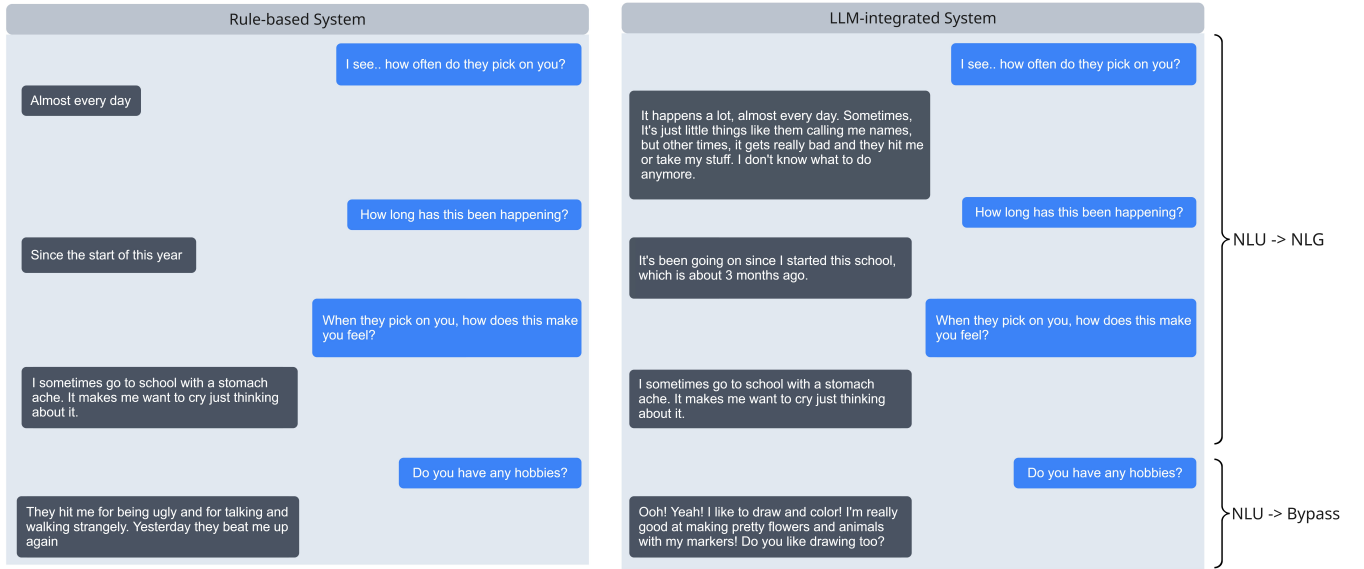 Rule-based System
I see.. how often do they pick on you?
Almost every day
How long has this been happening?
Since the start of this year
When they pick on you, how does this make
you feel?
I sometimes go to school with a stomach
ache. It makes me want to cry just thinking
about it.
Do you have any hobbies?
They hit me for being ugly and for talking and
walking strangely. Yesterday they beat me up
again
LLM-integrated System
I see.. how often do they pick on you?
It happens a lot, almost every day. Sometimes,
It's just little things like them calling me names,
but other times, it gets really bad and they hit me
or take my stuff. I don't know what to do
anymore.
How long has this been happening?
It's been going on since I started this school,
which is about 3 months ago.
When they pick on you, how does this make
you feel?
I sometimes go to school with a stomach
ache. It makes me want to cry just thinking
about it.
Do you have any hobbies?
Ooh! Yeah! I like to draw and color! I'm really
good at making pretty flowers and animals
with my markers! Do you like drawing too?
NLU -> NLG
NLU -> Bypass